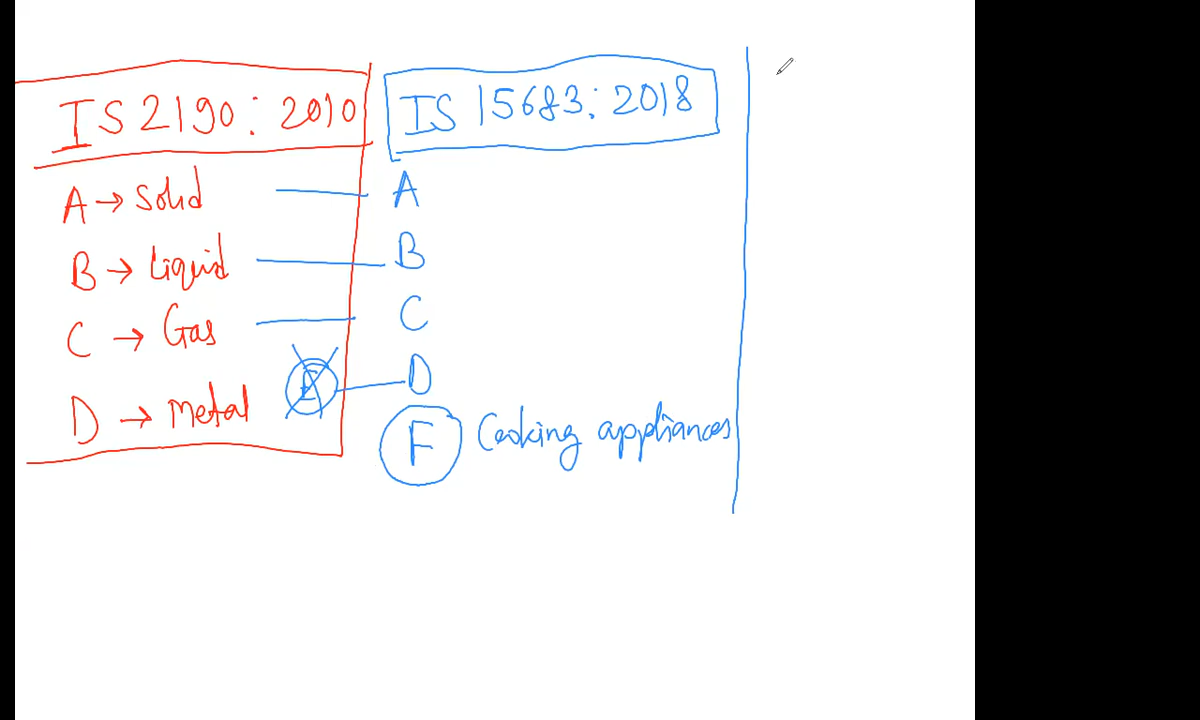 IS 2190: 2010
A → Solid
B → Liquid
C → Gas
D → Metal
E
IS 15683: 2018
A
B
C
D
F Cooking appliances